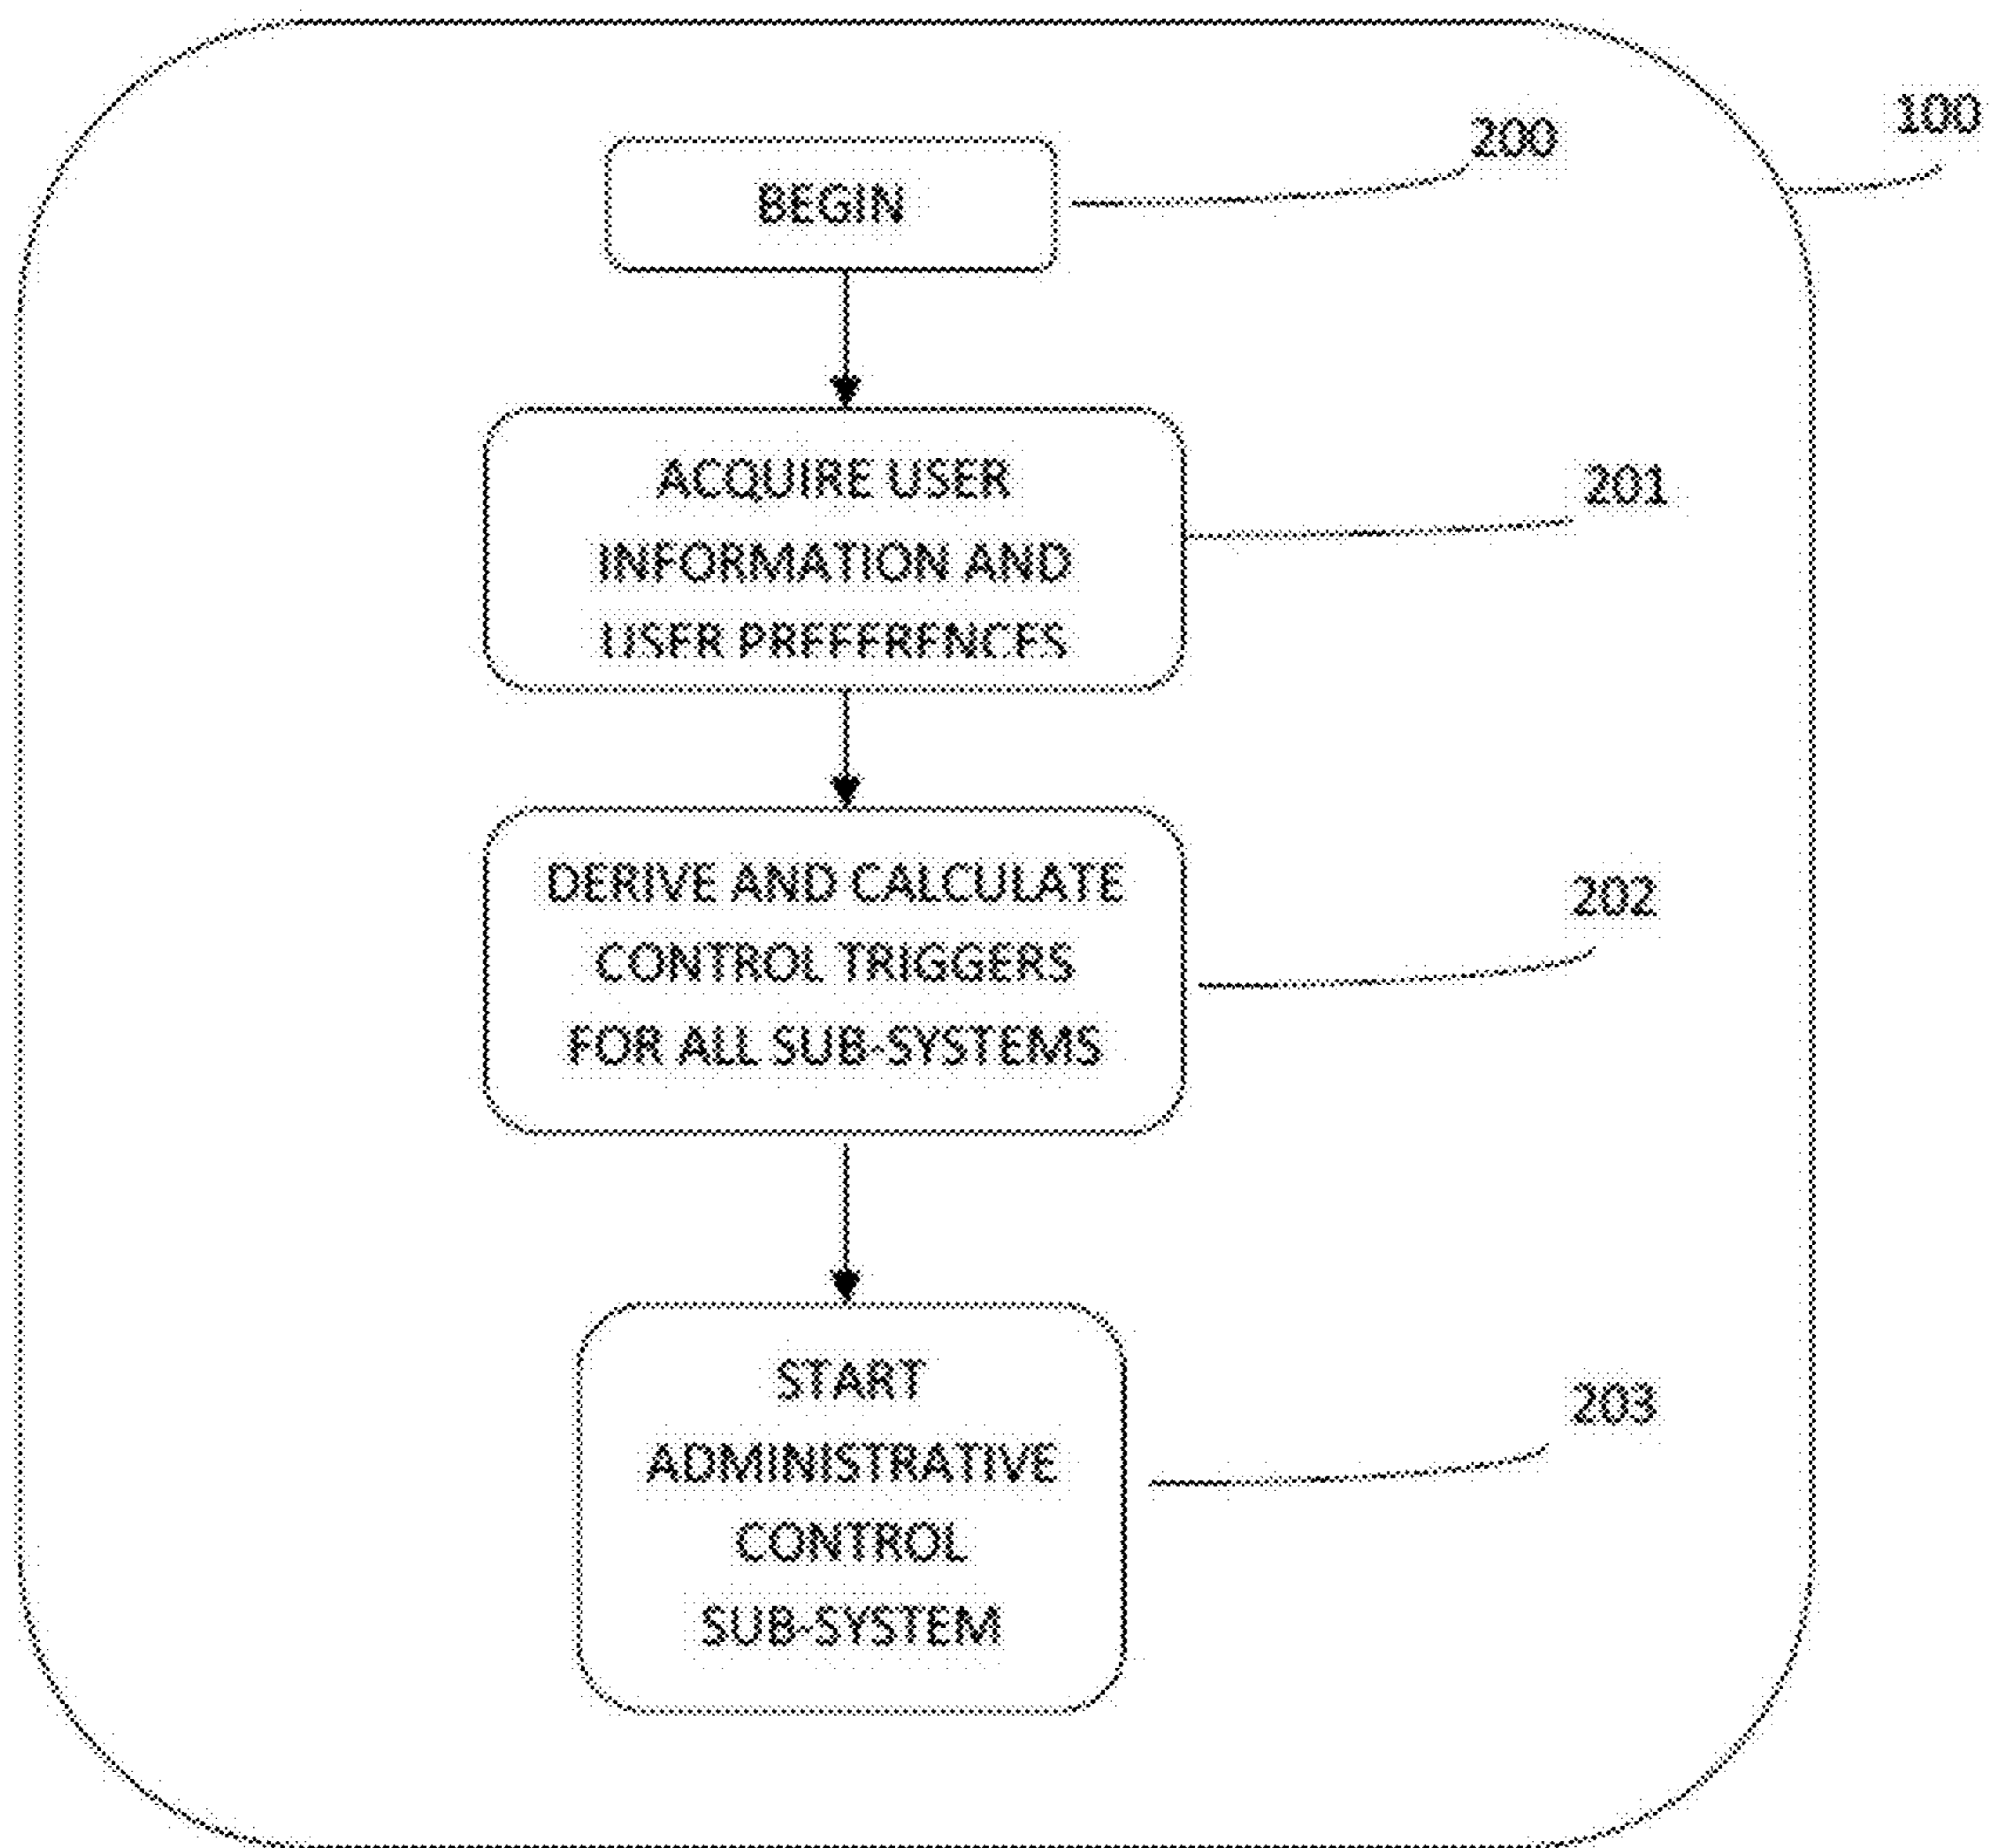 100
200
BEGIN
201
ACQUIRE USER
INFORMATION AND
USER PREFERENCES
202
DERIVE AND CALCULATE
CONTROL TRIGGERS
FOR ALL SUB-SYSTEMS
203
START
ADMINISTRATIVE
CONTROL
SUB-SYSTEM